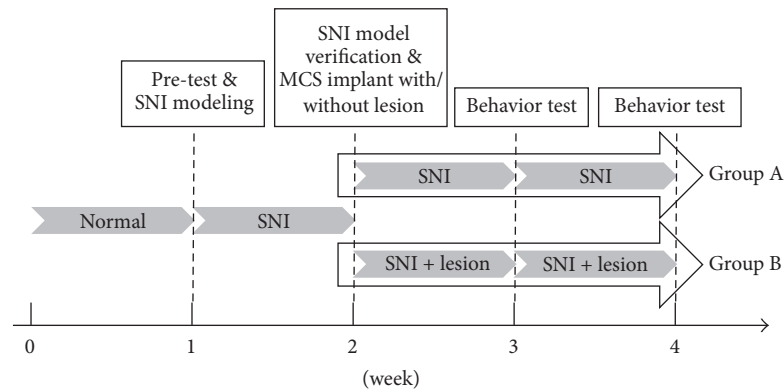 SNI model
verification &
MCS implant with/
without lesion
Pre-test &
SNI modeling
Behavior test
Behavior test
SNI
SNI
Group A
Normal
SNI
SNI + lesion
SNI + lesion
Group B
0
1
2
3
4
(week)